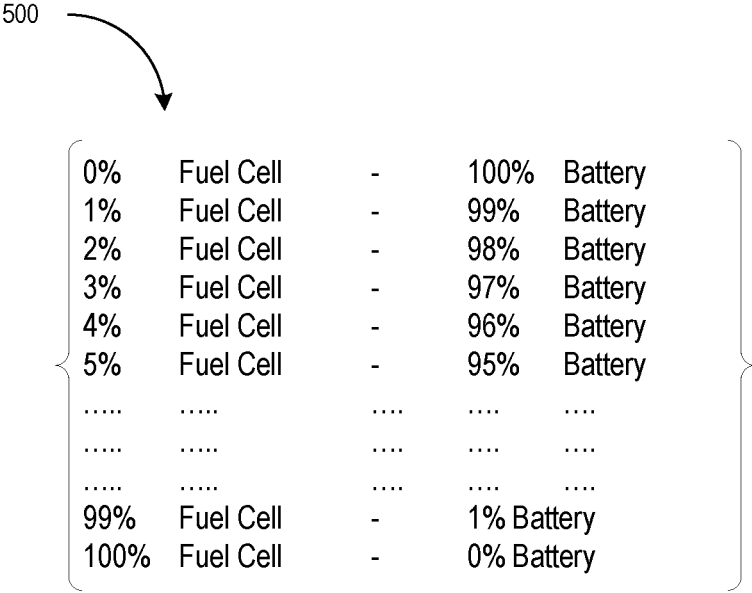 500
0% Fuel Cell - 100% Battery
1% Fuel Cell - 99% Battery
2% Fuel Cell - 98% Battery
3% Fuel Cell - 97% Battery
4% Fuel Cell - 96% Battery
5% Fuel Cell - 95% Battery
….. ….. …. …. ….
….. ….. …. …. ….
….. ….. …. …. ….
99% Fuel Cell - 1% Battery
100% Fuel Cell - 0% Battery